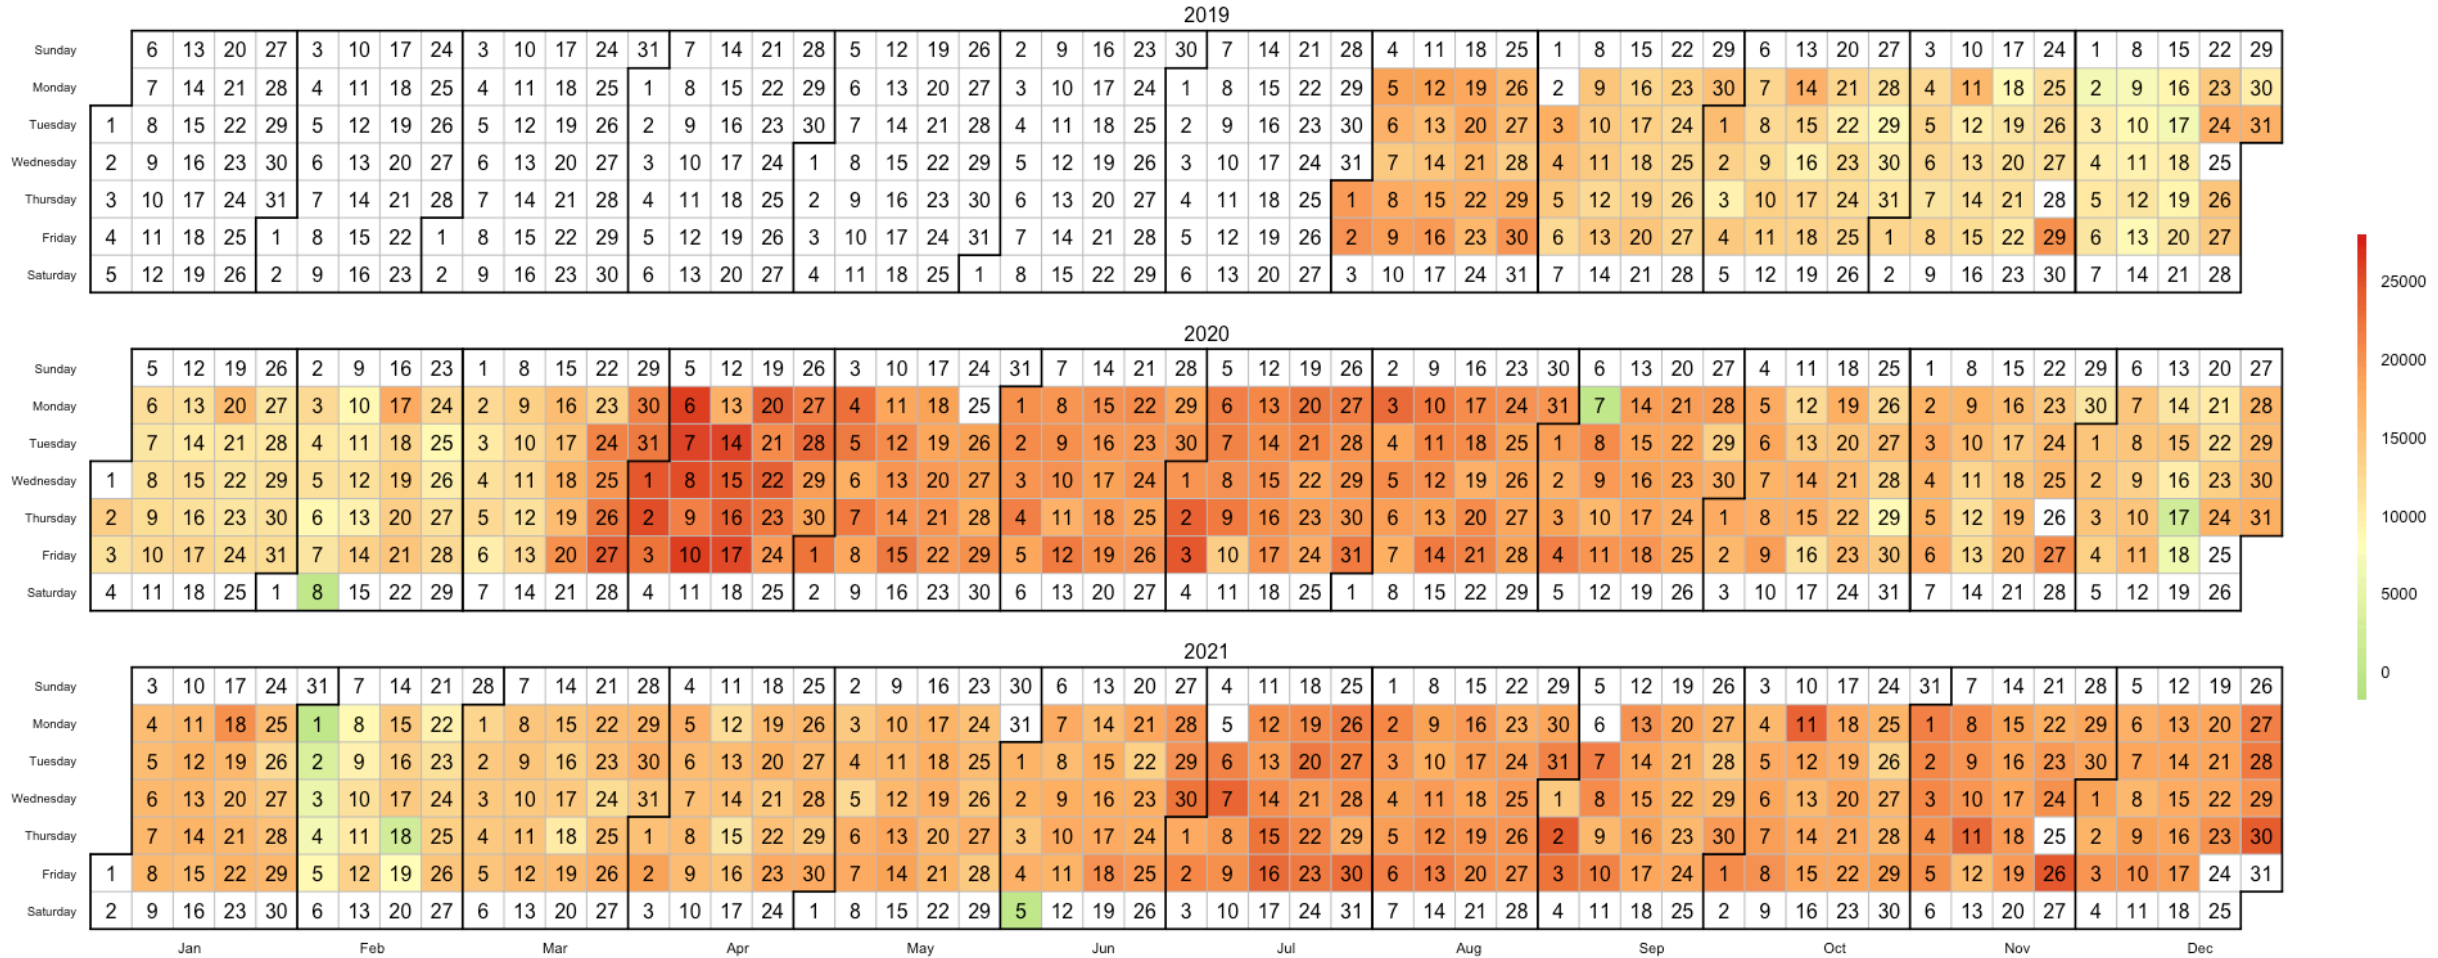 2019
Sunday 6 13 20 27 3 10 17 24 3 10 17 24 31 7 14 21 28 5 12 19 26 2 9 16 23 30 7 14 21 28 4 11 18 25 1 8 15 22 29 6 13 20 27 3 10 17 24 1 8 15 22 29
Monday 7 14 21 28 4 11 18 25 4 11 18 25 1 8 15 22 29 6 13 20 27 3 10 17 24 1 8 15 22 29 5 12 19 26 2 9 16 23 30 7 14 21 28 4 11 18 25 2 9 16 23 30
Tuesday 1 8 15 22 29 5 12 19 26 5 12 19 26 2 9 16 23 30 7 14 21 28 4 11 18 25 2 9 16 23 30 6 13 20 27 3 10 17 24 1 8 15 22 29 5 12 19 26 3 10 17 24 31
Wednesday 2 9 16 23 30 6 13 20 27 6 13 20 27 3 10 17 24 1 8 15 22 29 5 12 19 26 3 10 17 24 31 7 14 21 28 4 11 18 25 2 9 16 23 30 6 13 20 27 4 11 18 25
Thursday 3 10 17 24 31 7 14 21 28 7 14 21 28 4 11 18 25 2 9 16 23 30 6 13 20 27 4 11 18 25 1 8 15 22 29 5 12 19 26 3 10 17 24 31 7 14 21 28 5 12 19 26
Friday 4 11 18 25 1 8 15 22 1 8 15 22 29 5 12 19 26 3 10 17 24 31 7 14 21 28 5 12 19 26 2 9 16 23 30 6 13 20 27 4 11 18 25 1 8 15 22 29 6 13 20 27
Saturday 5 12 19 26 2 9 16 23 2 9 16 23 30 6 13 20 27 4 11 18 25 1 8 15 22 29 6 13 20 27 3 10 17 24 31 7 14 21 28 5 12 19 26 2 9 16 23 30 7 14 21 28
2020
Sunday 5 12 19 26 2 9 16 23 1 8 15 22 29 5 12 19 26 3 10 17 24 31 7 14 21 28 5 12 19 26 2 9 16 23 30 6 13 20 27 4 11 18 25 1 8 15 22 29 6 13 20 27
Monday 6 13 20 27 3 10 17 24 2 9 16 23 30 6 13 20 27 4 11 18 25 1 8 15 22 29 6 13 20 27 3 10 17 24 31 7 14 21 28 5 12 19 26 2 9 16 23 30 7 14 21 28
Tuesday 7 14 21 28 4 11 18 25 3 10 17 24 31 7 14 21 28 5 12 19 26 2 9 16 23 30 7 14 21 28 4 11 18 25 1 8 15 22 29 6 13 20 27 3 10 17 24 1 8 15 22 29
Wednesday 1 8 15 22 29 5 12 19 26 4 11 18 25 1 8 15 22 29 6 13 20 27 3 10 17 24 1 8 15 22 29 5 12 19 26 2 9 16 23 30 7 14 21 28 4 11 18 25 2 9 16 23 30
Thursday 2 9 16 23 30 6 13 20 27 5 12 19 26 2 9 16 23 30 7 14 21 28 4 11 18 25 2 9 16 23 30 6 13 20 27 3 10 17 24 1 8 15 22 29 5 12 19 26 3 10 17 24 31
Friday 3 10 17 24 31 7 14 21 28 6 13 20 27 3 10 17 24 1 8 15 22 29 5 12 19 26 3 10 17 24 31 7 14 21 28 4 11 18 25 2 9 16 23 30 6 13 20 27 4 11 18 25
Saturday 4 11 18 25 1 8 15 22 29 7 14 21 28 4 11 18 25 2 9 16 23 30 6 13 20 27 4 11 18 25 1 8 15 22 29 5 12 19 26 3 10 17 24 31 7 14 21 28 5 12 19 26
2021
Sunday 3 10 17 24 31 7 14 21 28 7 14 21 28 4 11 18 25 2 9 16 23 30 6 13 20 27 4 11 18 25 1 8 15 22 29 5 12 19 26 3 10 17 24 31 7 14 21 28 5 12 19 26
Monday 4 11 18 25 1 8 15 22 1 8 15 22 29 5 12 19 26 3 10 17 24 31 7 14 21 28 5 12 19 26 2 9 16 23 30 6 13 20 27 4 11 18 25 1 8 15 22 29 6 13 20 27
Tuesday 5 12 19 26 2 9 16 23 2 9 16 23 30 6 13 20 27 4 11 18 25 1 8 15 22 29 6 13 20 27 3 10 17 24 31 7 14 21 28 5 12 19 26 2 9 16 23 30 7 14 21 28
Wednesday 6 13 20 27 3 10 17 24 3 10 17 24 31 7 14 21 28 5 12 19 26 2 9 16 23 30 7 14 21 28 4 11 18 25 1 8 15 22 29 6 13 20 27 3 10 17 24 1 8 15 22 29
Thursday 7 14 21 28 4 11 18 25 4 11 18 25 1 8 15 22 29 6 13 20 27 3 10 17 24 1 8 15 22 29 5 12 19 26 2 9 16 23 30 7 14 21 28 4 11 18 25 2 9 16 23 30
Friday 1 8 15 22 29 5 12 19 26 5 12 19 26 2 9 16 23 30 7 14 21 28 4 11 18 25 2 9 16 23 30 6 13 20 27 3 10 17 24 1 8 15 22 29 5 12 19 26 3 10 17 24 31
Saturday 2 9 16 23 30 6 13 20 27 6 13 20 27 3 10 17 24 1 8 15 22 29 5 12 19 26 3 10 17 24 31 7 14 21 28 4 11 18 25 2 9 16 23 30 6 13 20 27 4 11 18 25
Jan Feb Mar Apr May Jun Jul Aug Sep Oct Nov Dec
25000
20000
15000
10000
5000
0